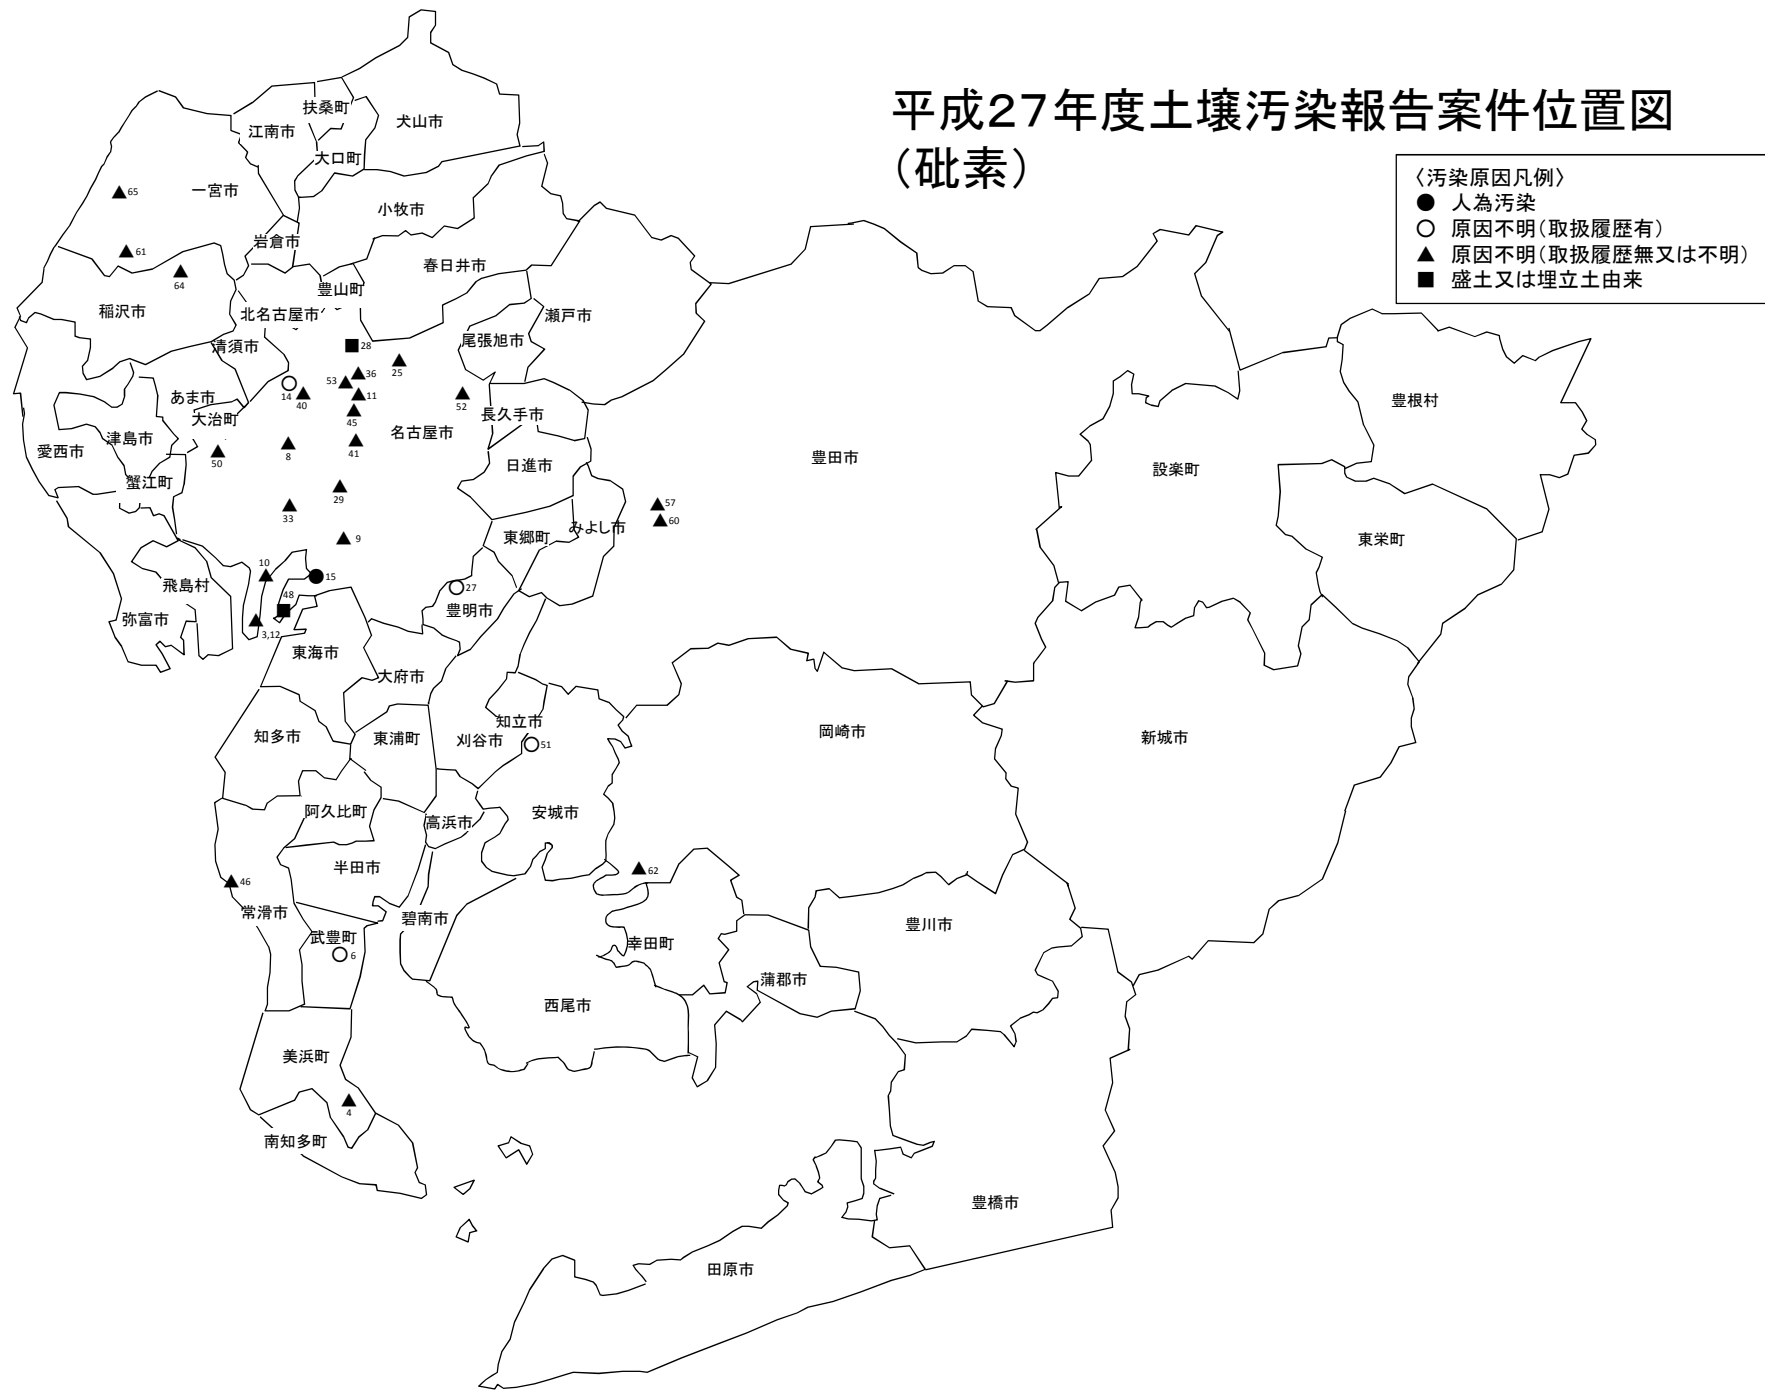 平成27年度土壌汚染報告案件位置図
（砒素）
〈汚染原因凡例〉
● 人為汚染
○ 原因不明（取扱履歴有）
▲ 原因不明（取扱履歴無又は不明）
■ 盛土又は埋立土由来
扶桑町
犬山市
江南市
大口町
65
一宮市
小牧市
岩倉市
61
64
春日井市
豊山町
稲沢市
北名古屋市
瀬戸市
尾張旭市
清須市
28
25
36
53
14
40
11
52
あま市
大治町
45
長久手市
豊根村
名古屋市
津島市
愛西市
50
8
41
日進市
豊田市
設楽町
蟹江町
29
33
57
60
みよし市
東郷町
9
東栄町
10
15
飛島村
27
48
豊明市
弥富市
3,12
東海市
大府市
知立市
岡崎市
知多市
東浦町
刈谷市
51
新城市
阿久比町
高浜市
安城市
半田市
62
46
常滑市
碧南市
豊川市
武豊町
6
幸田町
蒲郡市
西尾市
美浜町
4
南知多町
豊橋市
田原市